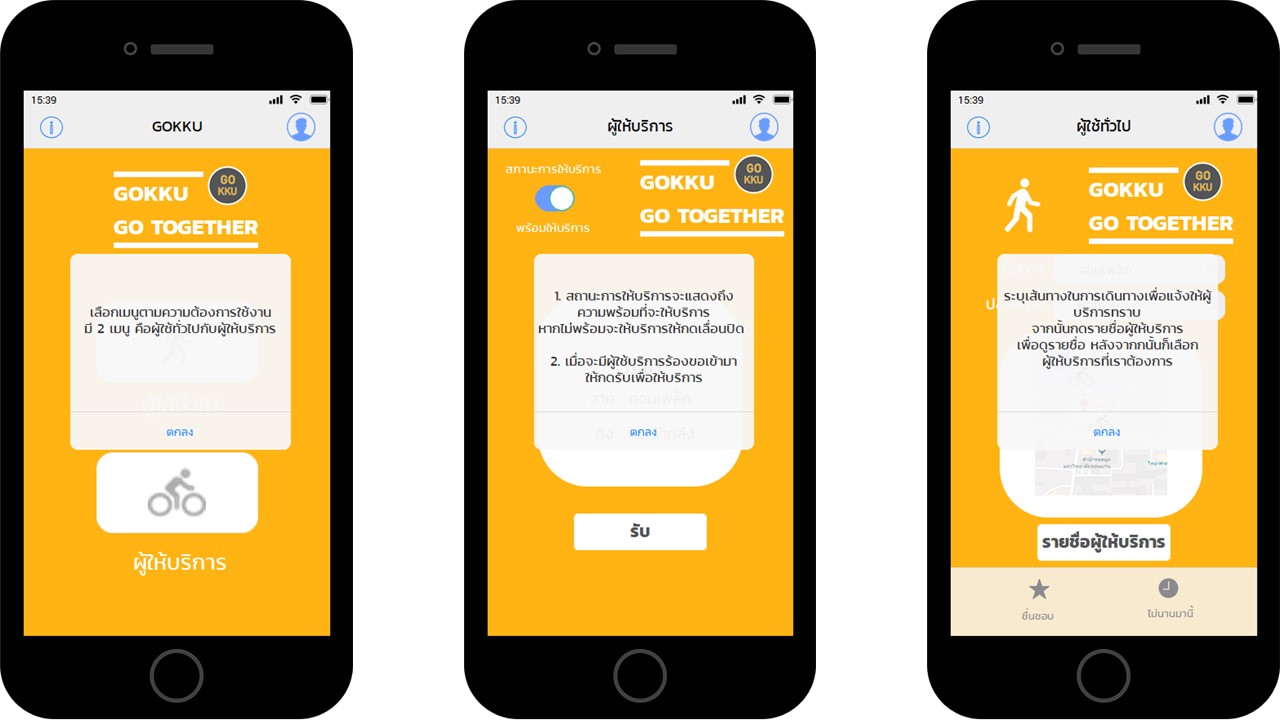 15:39
GOKKU
GOKKU
GO
KKU
GO TOGETHER
เลือกเมนูตามความต้องการใช้งาน
มี 2 เมนู คือผู้ใช้ทั่วไปกับผู้ให้บริการ
ตกลง
ผู้ให้บริการ
15:39
ผู้ให้บริการ
สถานะการให้บริการ
พร้อมให้บริการ
GOKKU
GO
KKU
GO TOGETHER
1. สถานะการให้บริการจะแสดงถึง
ความพร้อมที่จะให้บริการ
หากไม่พร้อมจะให้บริการให้กดเลื่อนปิด
2. เมื่อจะมีผู้ใช้บริการร้องขอเข้ามา
ให้กดรับเพื่อให้บริการ
ตกลง
รับ
15:39
ผู้ใช้ทั่วไป
GOKKU
GO
KKU
GO TOGETHER
ระบุเส้นทางในการเดินทางเพื่อแจ้งให้ผู้
บริการทราบ
จากนั้นกดรายชื่อผู้ให้บริการ
เพื่อดูรายชื่อ หลังจากกนั้นก็เลือก
ผู้ให้บริการที่เราต้องการ
ตกลง
รายชื่อผู้ให้บริการ
ชื่นชอบ
ไม่นานมานี้